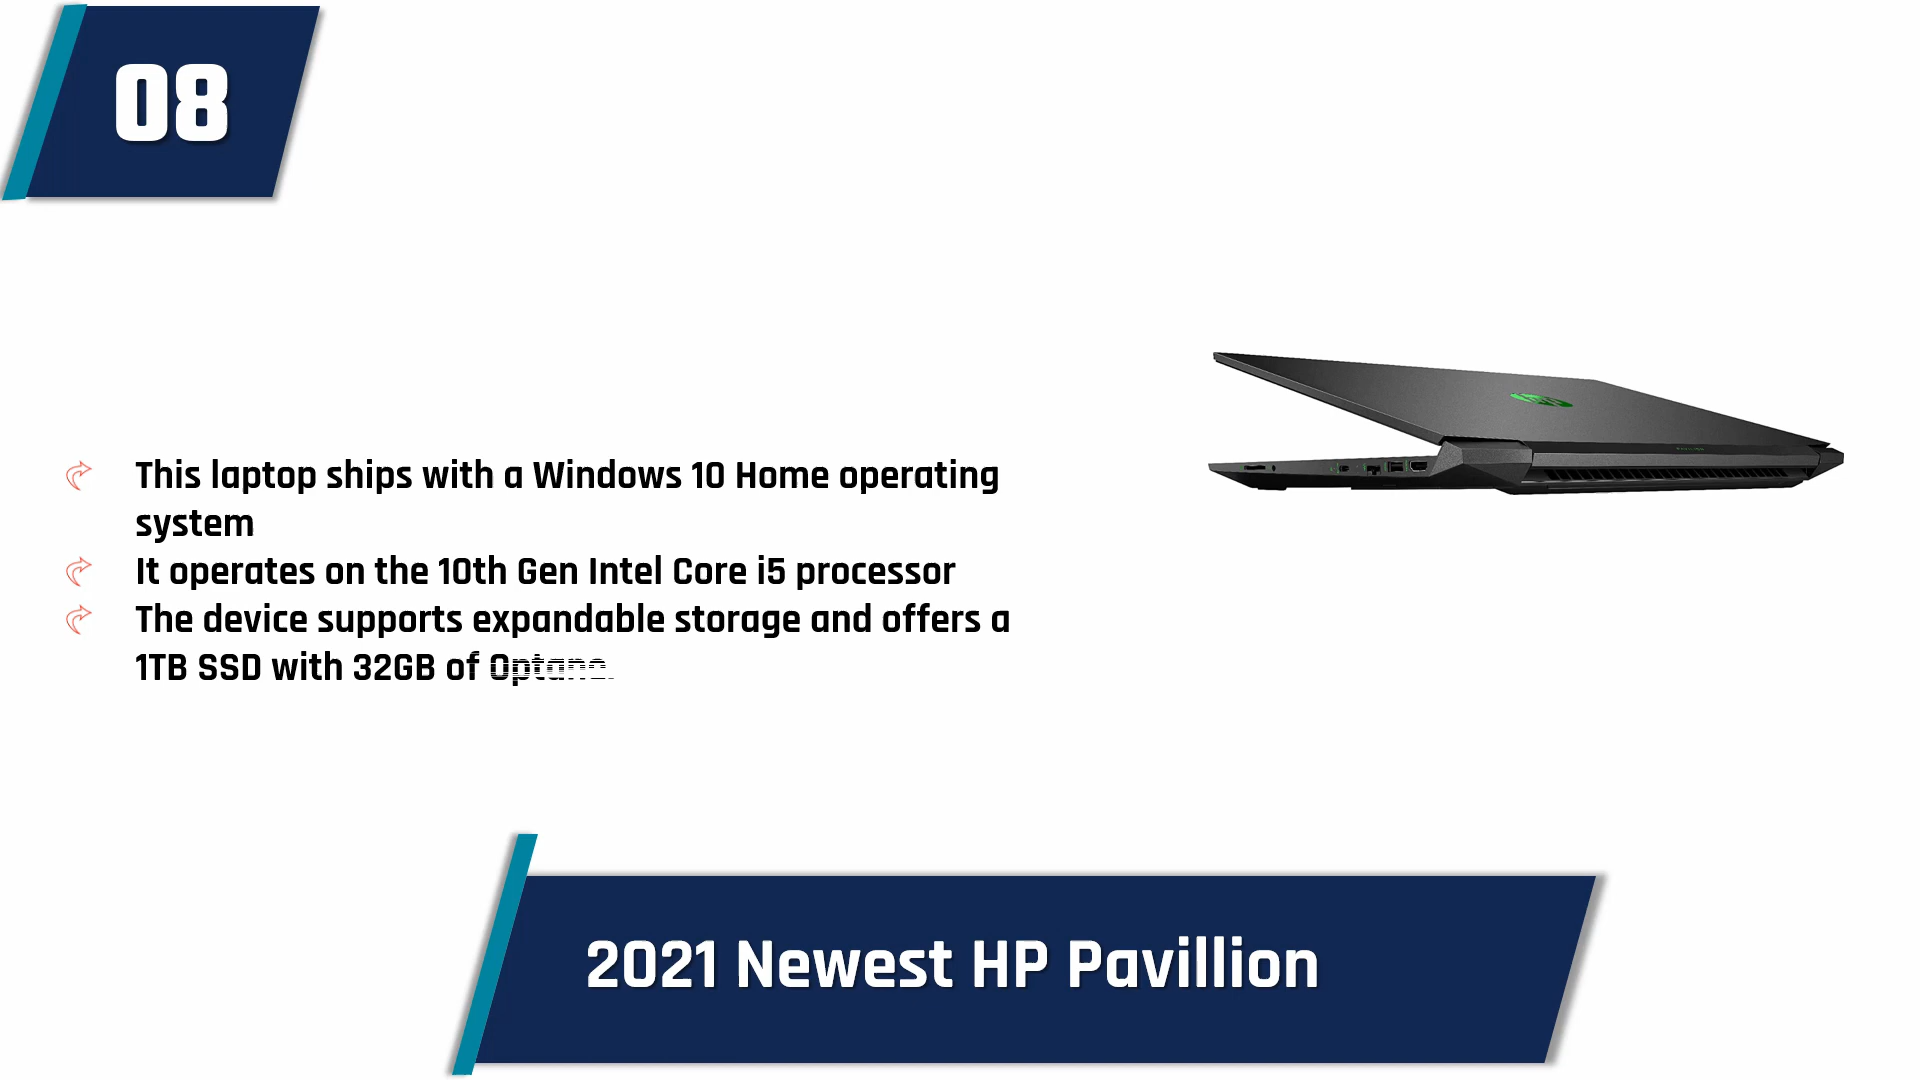 08
This laptop ships with a Windows 10 Home operating
system
It operates on the 10th Gen Intel Core i5 processor
The device supports expandable storage and offers a
1TB SSD with 32GB of Optane.
2021 Newest HP Pavillion